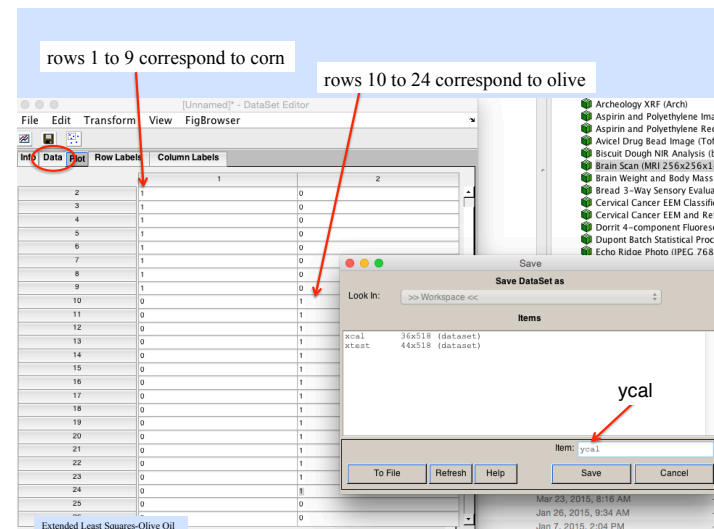 rows 1 to 9 correspond to corn
rows 10 to 24 correspond to olive
[Unnamed]* - DataSet Editor
File Edit Transform View FigBrowser
Info Data Plot Row Labels Column Labels
1 2
2 1 0
3 1 0
4 1 0
5 1 0
6 1 0
7 1 0
8 1 0
9 1 0
10 0 1
11 0 1
12 0 1
13 0 1
14 0 1
15 0 1
16 0 1
17 0 1
18 0 1
19 0 1
20 0 1
21 0 1
22 0 1
23 0 1
24 0 1
25 0 0
Extended Least Squares-Olive Oil
Archeology XRF (Arch)
Aspirin and Polyethylene Ima
Aspirin and Polyethylene Rec
Avicel Drug Bead Image (Tof
Biscuit Dough NIR Analysis (b
Brain Scan (MRI 256x256x1
Brain Weight and Body Mass
Bread 3-Way Sensory Evalua
Cervical Cancer EEM Classifi
Cervical Cancer EEM and Re
Dorrit 4-component Fluores
Dupont Batch Statistical Proc
Echo Ridge Photo (JPEG 768
Save
Save DataSet as
Look In: >> Workspace <<
Items
xcal 36x518 (dataset)
xtest 44x518 (dataset)
ycal
Item: ycal
To File Refresh Help Save Cancel
Mar 23, 2015, 8:16 AM
Jan 26, 2015, 9:34 AM
Jan 7, 2015, 2:04 PM